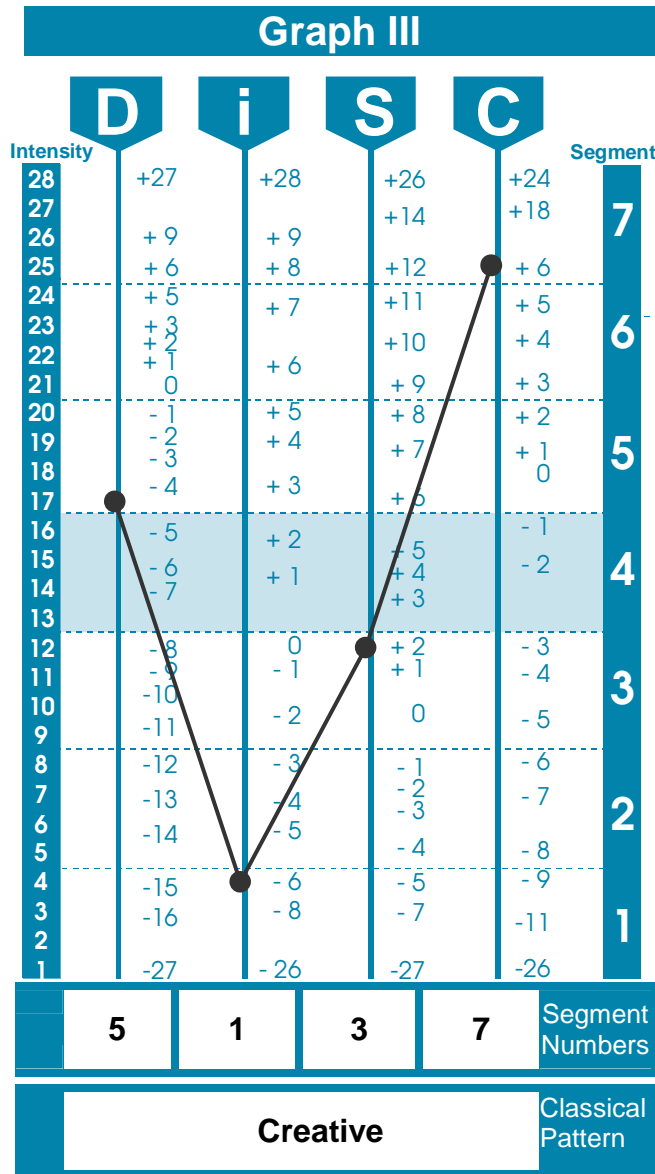 Graph III
D i S C
Intensity Segment
28 +27 +28 +26 +24
27 +14 +18 7
26 + 9 + 9
25 + 6 + 8 +12 + 6
24 + 5 + 7 +11 + 5
23 + 3 6
+ 2 +10 + 4
22 + 1 + 6
21 0 + 9 + 3
20 - 1 + 5 + 8 + 2
19 - 2 + 4 + 7 + 1 5
18 - 3 0
- 4 + 3
17 + 6
16 - 5 + 2 - 1
15 - 6 + 5 - 2
14 - 7 + 1 + 4 4
13 + 3
12 - 8 0 + 2 - 3
11 - 9 - 1 + 1 - 4
10 -10 - 2 0 - 5 3
9 -11
8 -12 - 3 - 1 - 6
7 -13 - 4 - 2 - 7
- 3 2
6 -14 - 5
5 - 4 - 8
4 -15 - 6 - 5 - 9
3 -16 - 8 - 7 -11
2 1
1 -27 - 26 -27 -26
5 1 3 7 Segment
Numbers
Creative Classical
Pattern